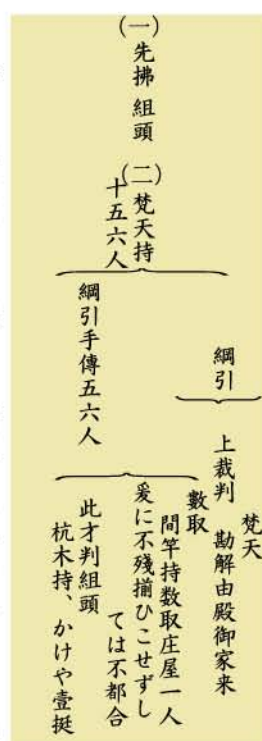 (一)先拂 組頭
(二)梵天持
十五六人
綱引
梵天
上裁判 勘解由殿御家来
綱引手傳五六人
數取
間竿持数取庄屋一人
爰に不殘揃ひこせずし
ては不都合
此才判組頭
杭木持、かけや壹挺